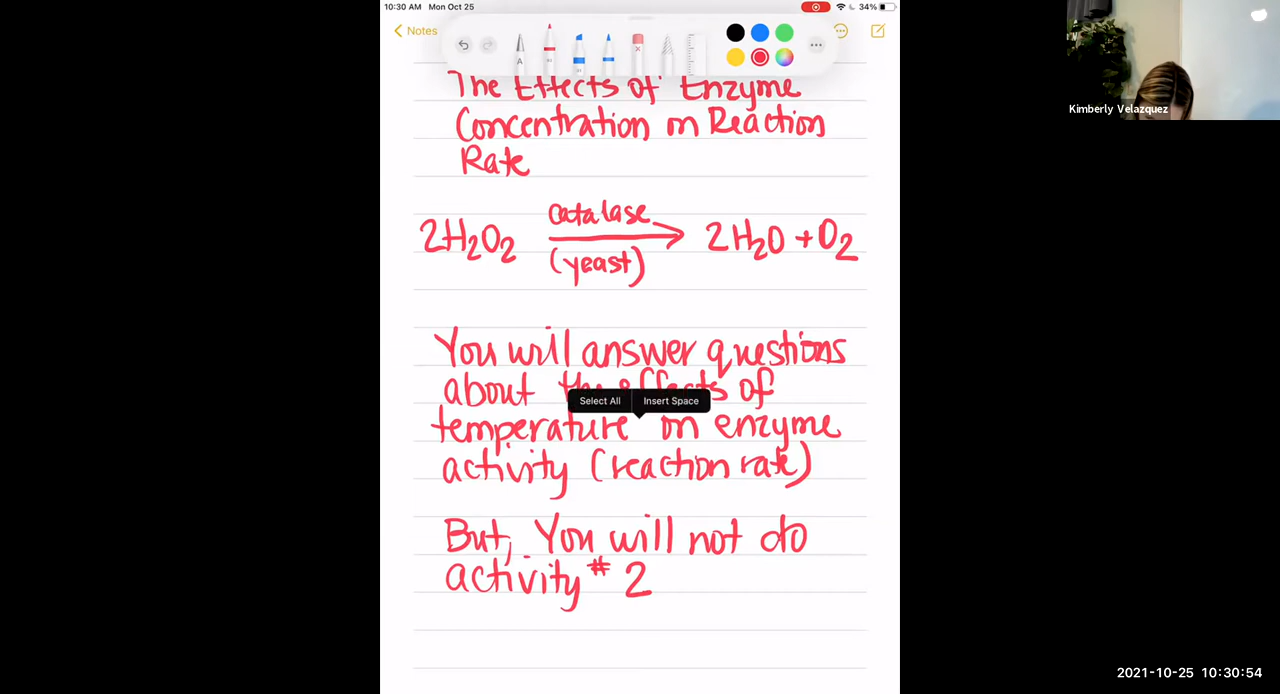 10:30 AM Mon Oct 25
34%
Notes
The Effects of Enzyme
Concentration on Reaction
Rate
catalase
2H₂O₂ → 2H₂O + O₂
(yeast)
You will answer questions
about the effects of
Select All Insert Space
temperature on enzyme
activity (reaction rate)
But, You will not do
activity # 2
Kimberly Velazquez
2021-10-25 10:30:54